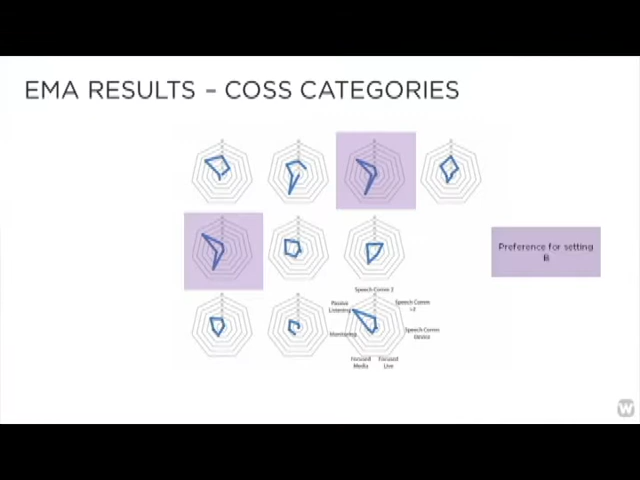 EMA RESULTS – COSS CATEGORIES
Preference for setting
B
Speech Comm 2
Passive
Listening
Speech Comm
>2
Monitoring
Speech Comm
Device
Focused
Media
Focused
Live
W